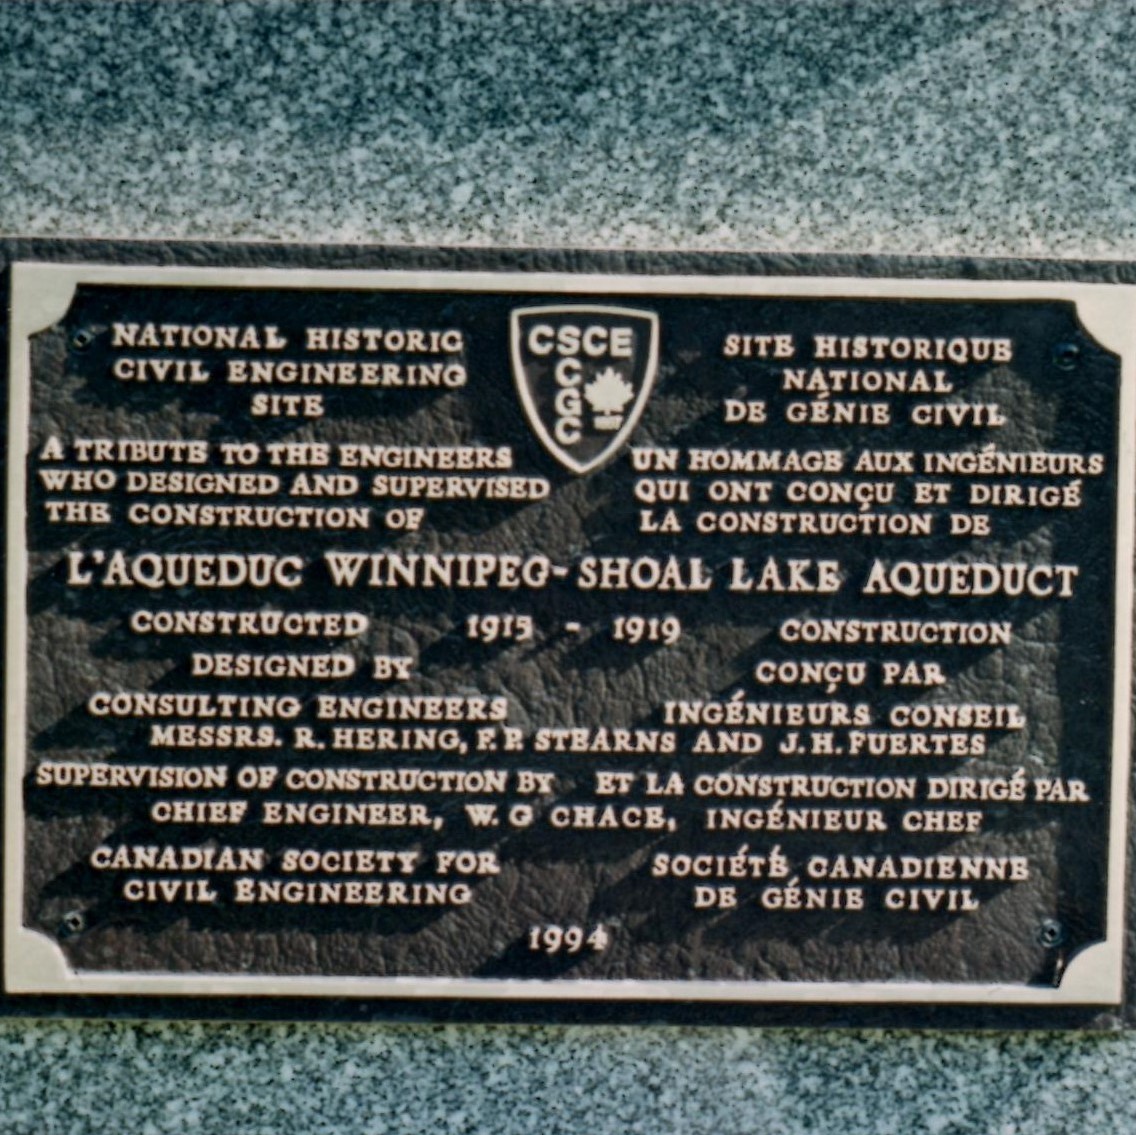 NATIONAL HISTORIC
CIVIL ENGINEERING
SITE
CSCE
SCGC
SITE HISTORIQUE
NATIONAL
DE GÉNIE CIVIL
A TRIBUTE TO THE ENGINEERS
WHO DESIGNED AND SUPERVISED
THE CONSTRUCTION OF
UN HOMMAGE AUX INGÉNIEURS
QUI ONT CONÇU ET DIRIGÉ
LA CONSTRUCTION DE
L'AQUEDUC WINNIPEG-SHOAL LAKE AQUEDUCT
CONSTRUCTED 1915 - 1919 CONSTRUCTION
DESIGNED BY CONÇU PAR
CONSULTING ENGINEERS INGÉNIEURS CONSEIL
MESSRS. R. HERING, F. P. STEARNS AND J. H. FUERTES
SUPERVISION OF CONSTRUCTION BY ET LA CONSTRUCTION DIRIGÉ PAR
CHIEF ENGINEER, W. G CHACE, INGÉNIEUR CHEF
CANADIAN SOCIETY FOR
CIVIL ENGINEERING
SOCIÉTÉ CANADIENNE
DE GÉNIE CIVIL
1994